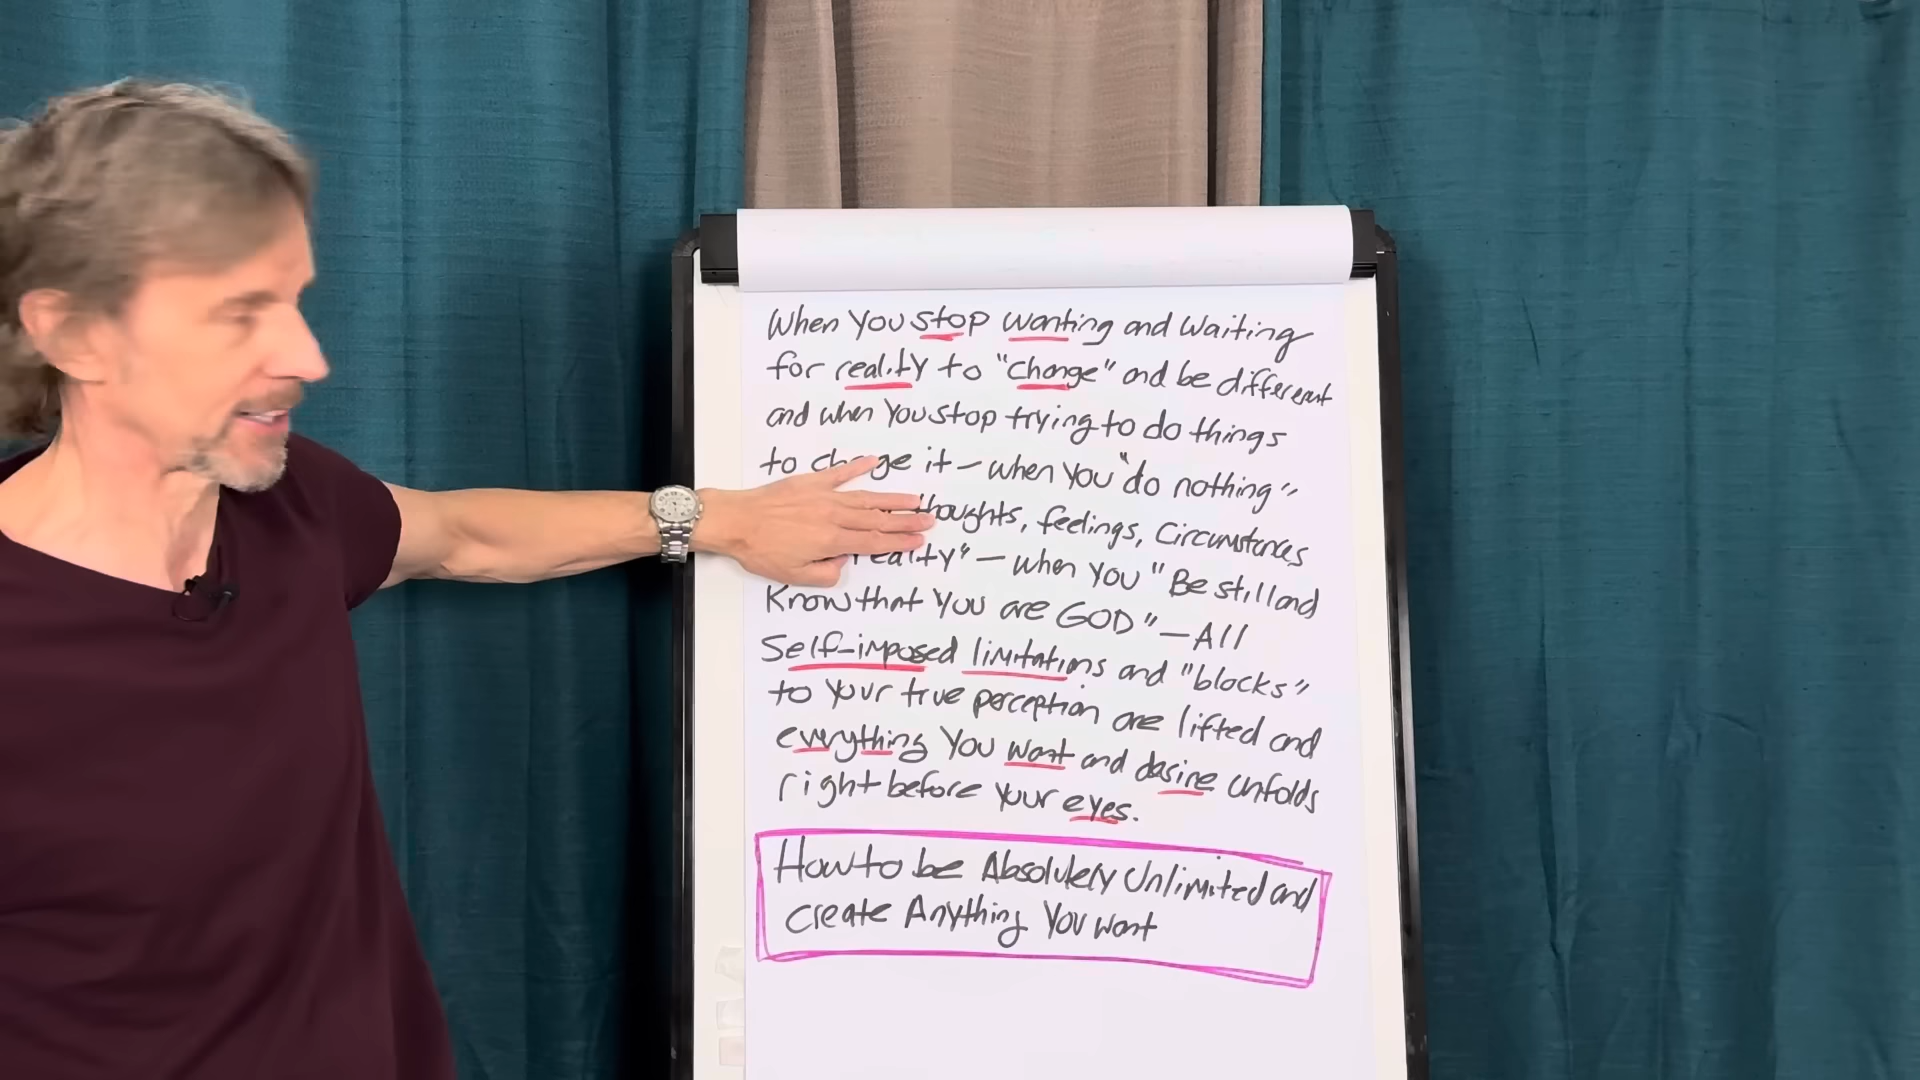 When You stop wanting and waiting
for reality to "change" and be different
and when you stop trying to do things
to change it – when you "do nothing"
thoughts, feelings, circumstances
reality" – when you "Be still and
Know that You are GOD" – All
Self-imposed limitations and "blocks"
to your true perception are lifted and
everything You want and desire unfolds
right before your eyes.
How to be Absolutely Unlimited and
Create Anything You want